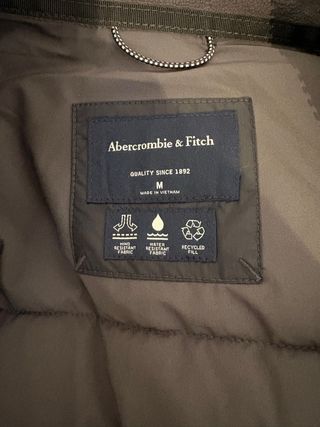 Abercrombie & Fitch
QUALITY SINCE 1892
M
MADE IN VIETNAM
WIND
RESISTANT
FABRIC
WATER
RESISTANT
FABRIC
RECYCLED
FILL